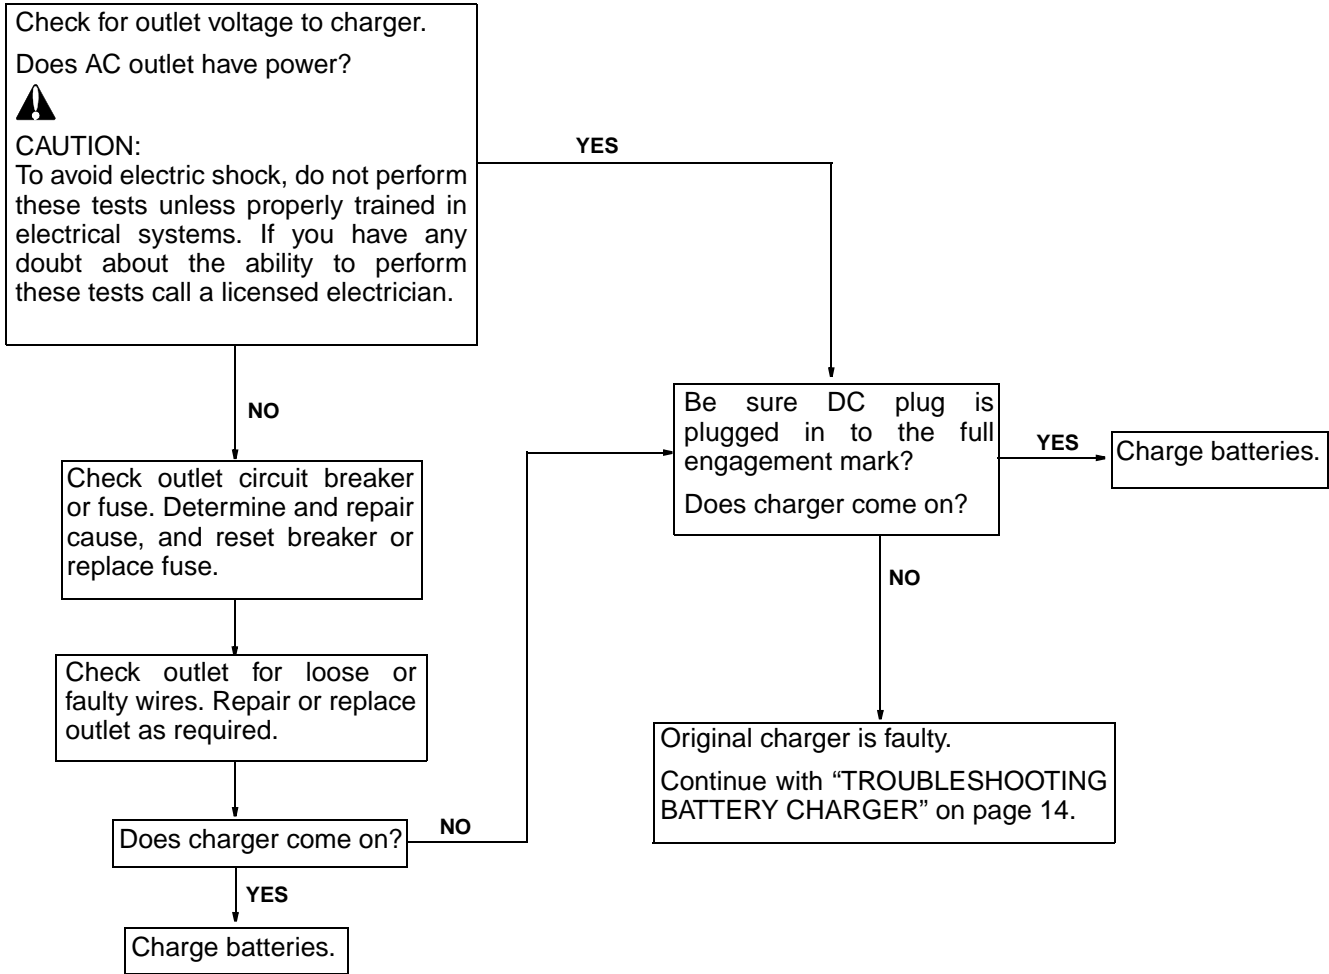 Check for outlet voltage to charger.
Does AC outlet have power?
CAUTION:
To avoid electric shock, do not perform
these tests unless properly trained in
electrical systems. If you have any
doubt about the ability to perform
these tests call a licensed electrician.
YES
NO
Check outlet circuit breaker
or fuse. Determine and repair
cause, and reset breaker or
replace fuse.
Check outlet for loose or
faulty wires. Repair or replace
outlet as required.
Does charger come on?
NO
YES
Charge batteries.
Be sure DC plug is
plugged in to the full
engagement mark?
Does charger come on?
YES
Charge batteries.
NO
Original charger is faulty.
Continue with “TROUBLESHOOTING
BATTERY CHARGER” on page 14.